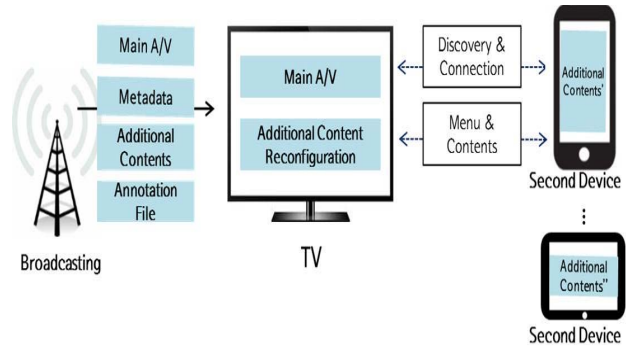 Main A/V
Metadata
Additional
Contents
Annotation
File
Broadcasting
Main A/V
Additional Content
Reconfiguration
TV
Discovery &
Connection
Menu &
Contents
Additional
Contents'
Second Device
Additional
Contents''
Second Device